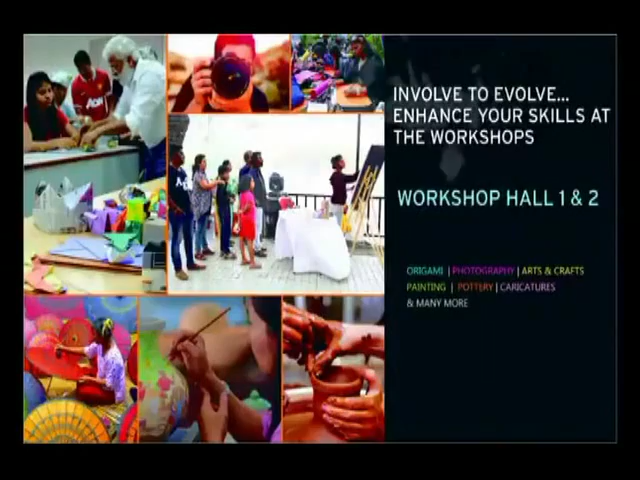 INVOLVE TO EVOLVE...
ENHANCE YOUR SKILLS AT
THE WORKSHOPS
WORKSHOP HALL 1 & 2
ORIGAMI | PHOTOGRAPHY | ARTS & CRAFTS
PAINTING | POTTERY | CARICATURES
& MANY MORE